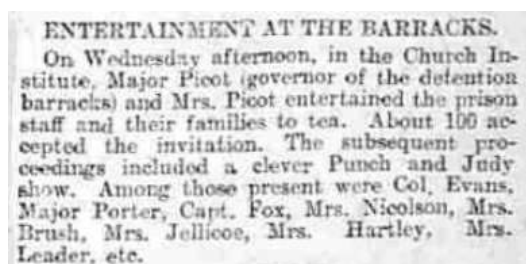 ENTERTAINMENT AT THE BARRACKS.
On Wednesday afternoon, in the Church In-
stitute, Major Picot (governor of the detention
barracks) and Mrs. Picot entertained the prison
staff and their families to tea. About 100 ac-
cepted the invitation. The subsequent pro-
ceedings included a clever Punch and Judy
show. Among those present were Col. Evans,
Major Porter, Capt. Fox, Mrs. Nicolson, Mrs.
Brush, Mrs. Jellicoe, Mrs. Hartley, Mrs.
Leader, etc.